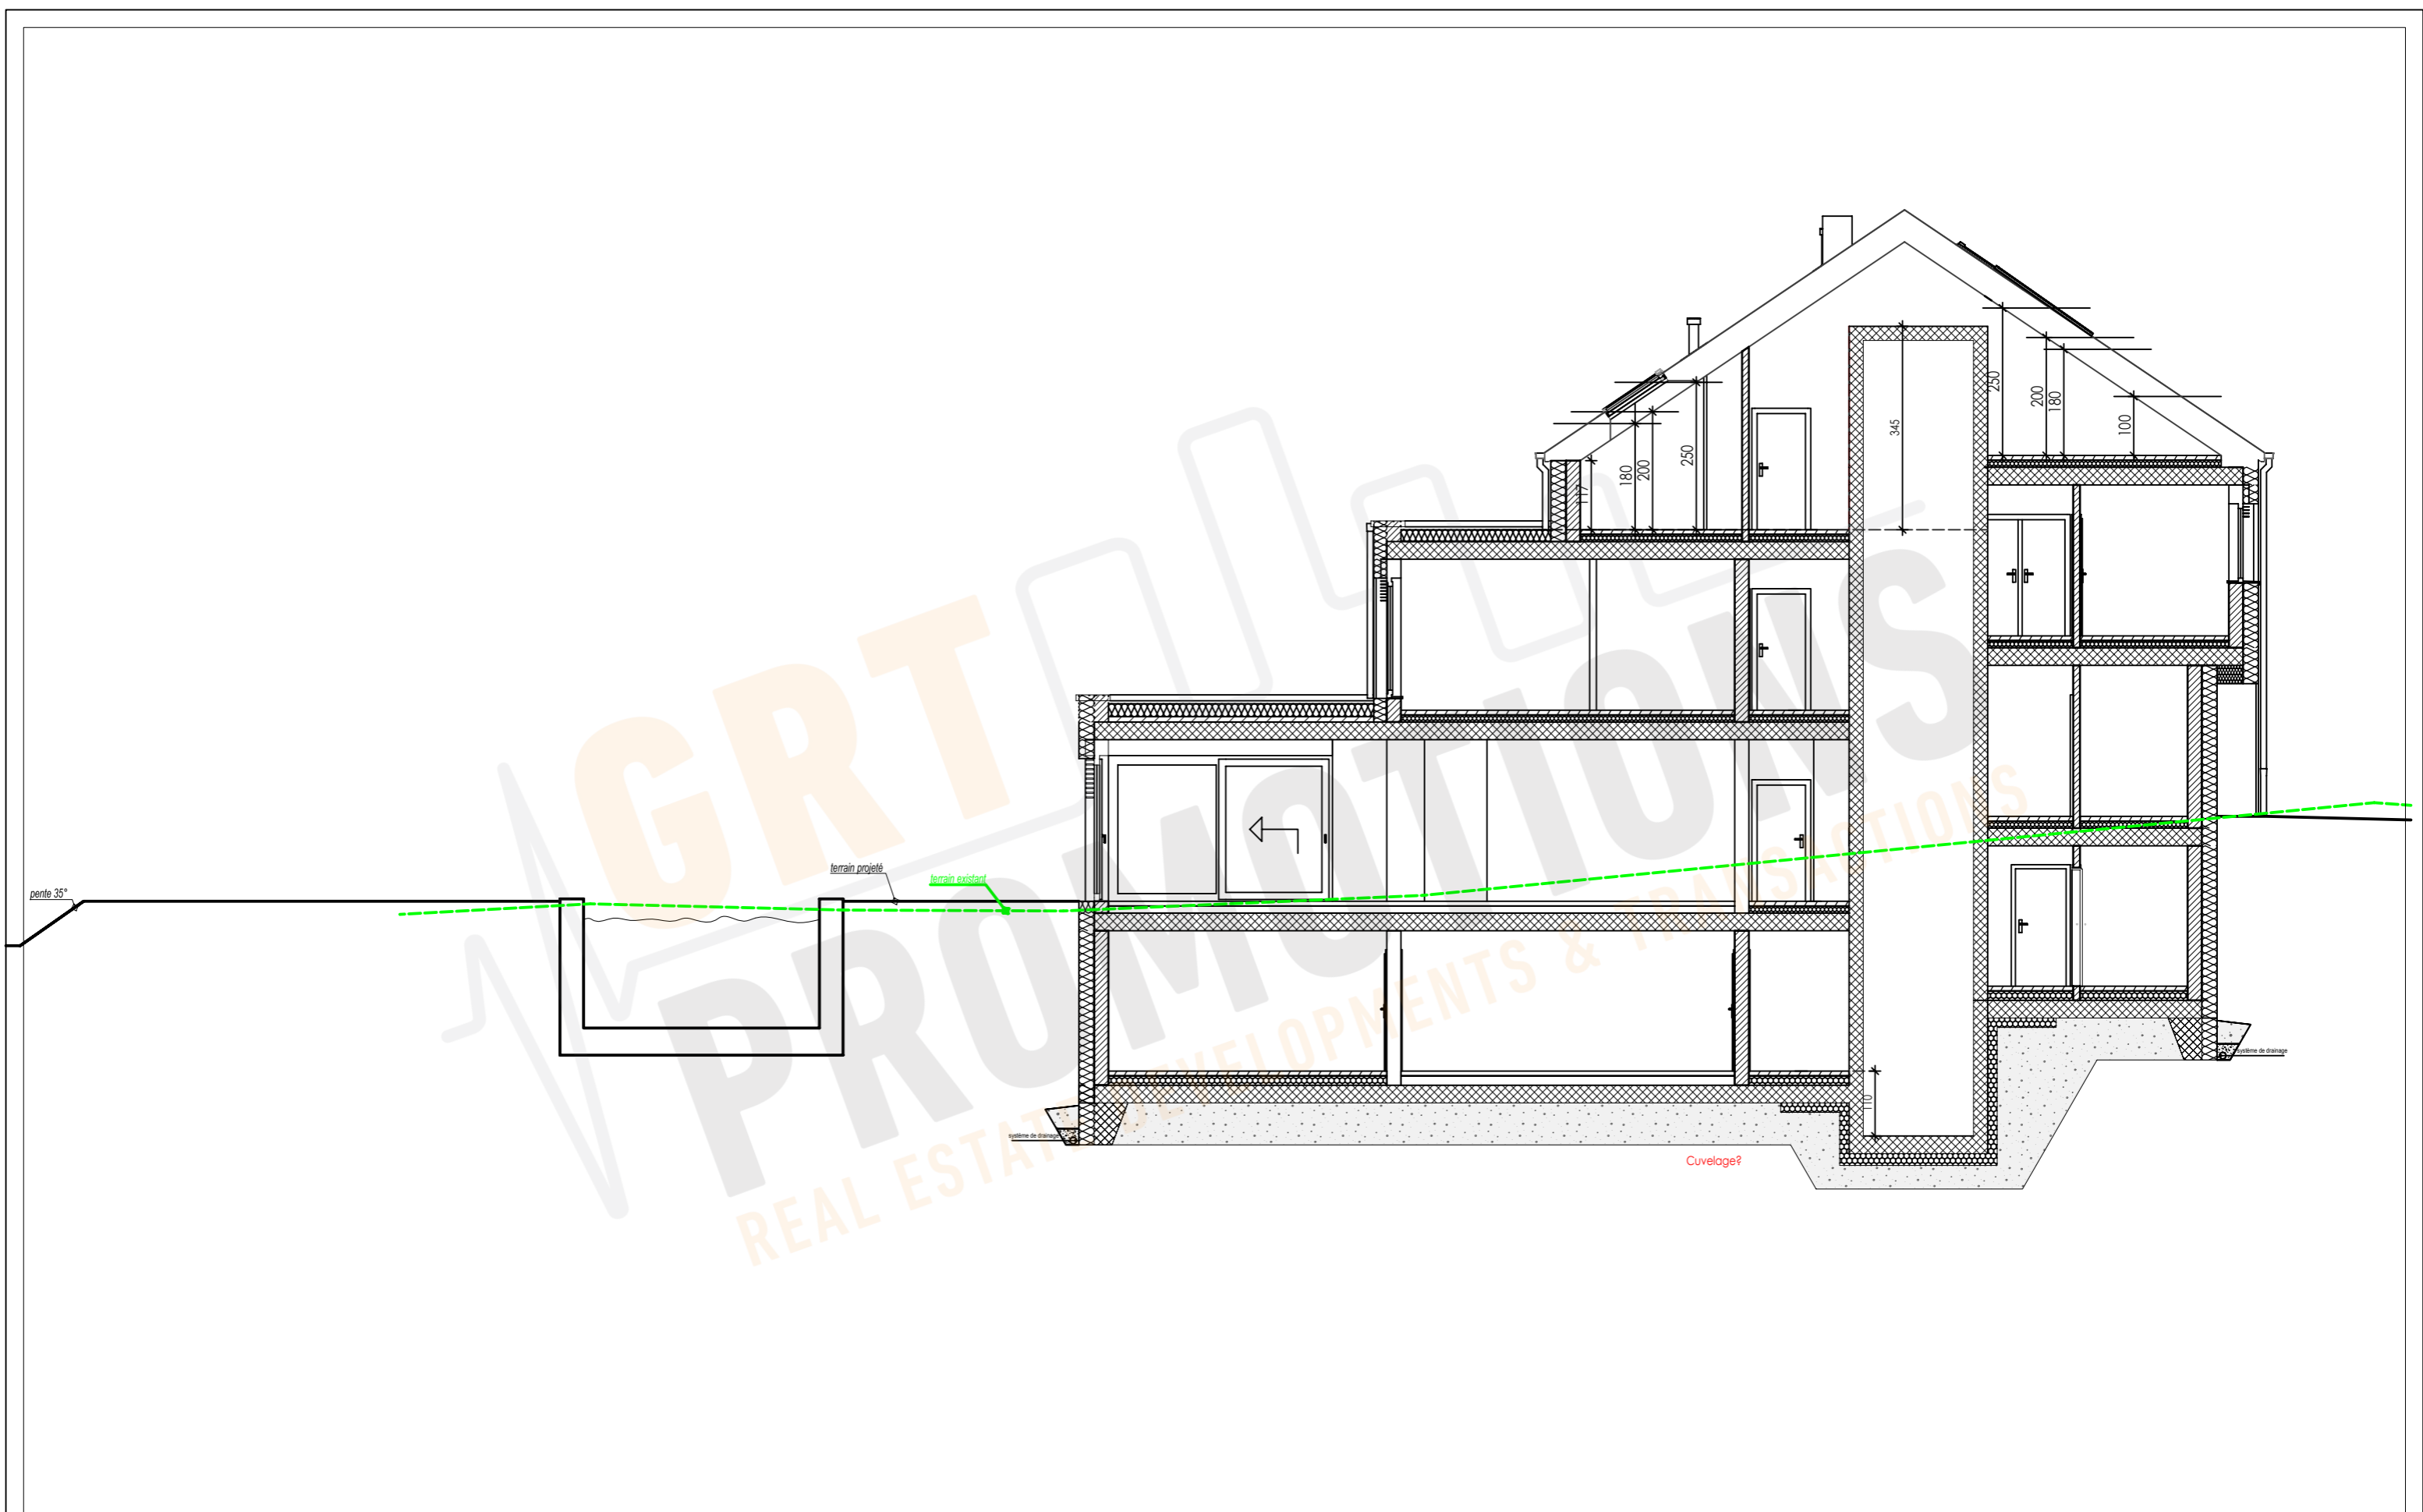 250
200
180
100
345
117
180
200
250
GRT
PROMOTIONS
REAL ESTATE DEVELOPMENTS & TRANSACTIONS
pente 35°
terrain projeté
terrain existant
système de drainage
110
système de drainage
Cuvelage?